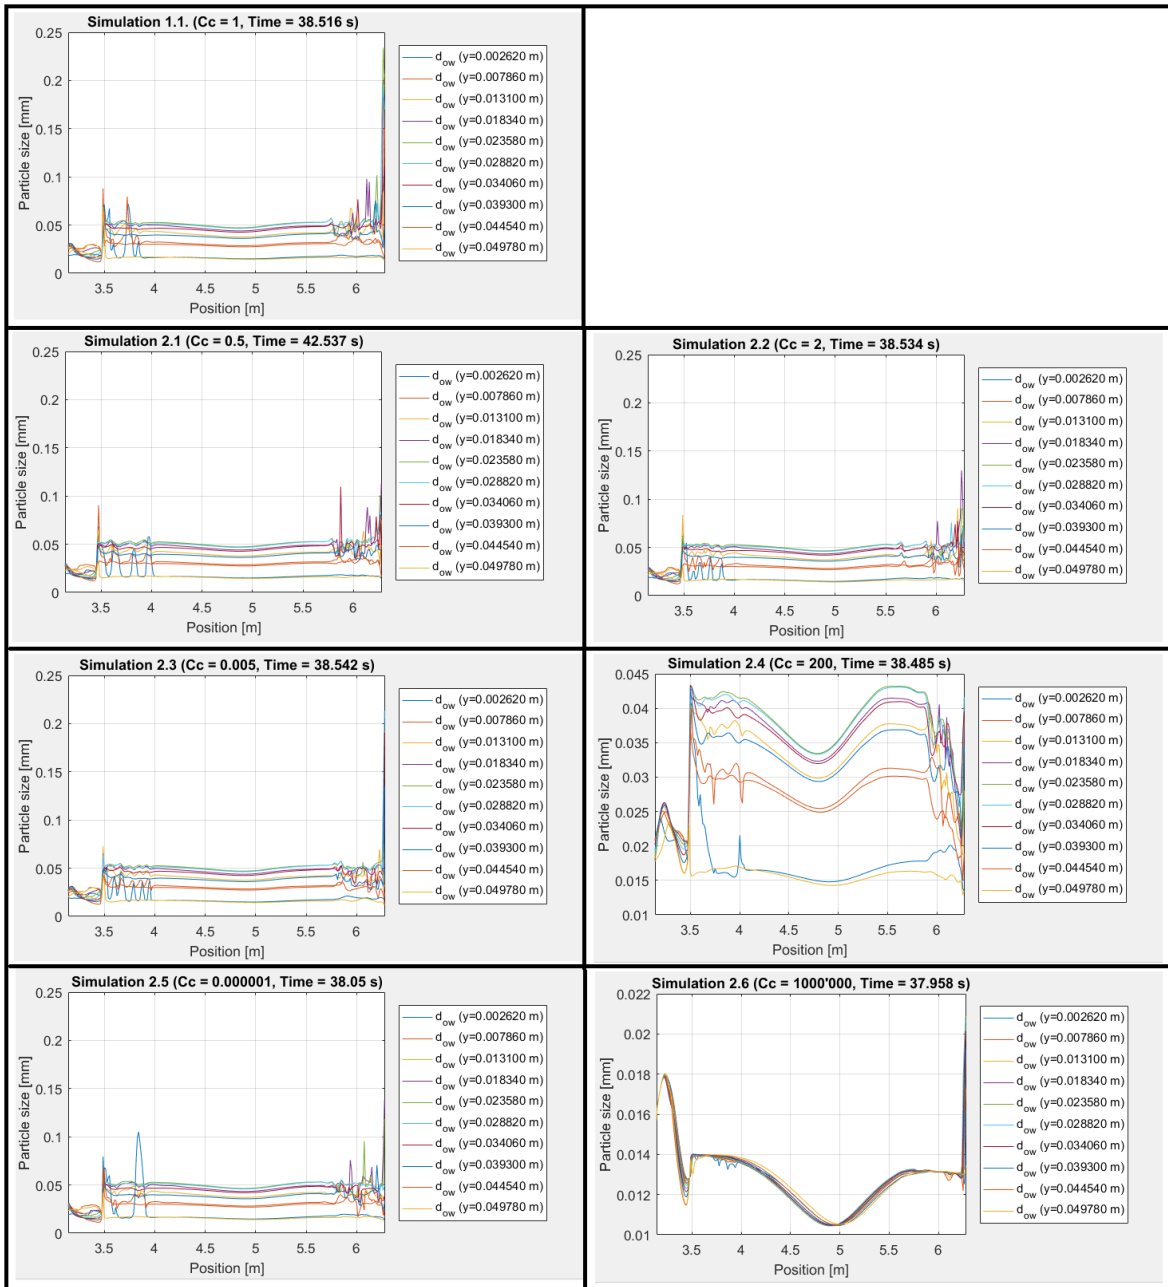 Simulation 1.1. (Cc = 1, Time = 38.516 s)
0.25
0.2
0.15
0.1
0.05
0
Particle size [mm]
3.5 4 4.5 5 5.5 6
Position [m]
d_ow (y=0.002620 m)
d_ow (y=0.007860 m)
d_ow (y=0.013100 m)
d_ow (y=0.018340 m)
d_ow (y=0.023580 m)
d_ow (y=0.028820 m)
d_ow (y=0.034060 m)
d_ow (y=0.039300 m)
d_ow (y=0.044540 m)
d_ow (y=0.049780 m)
Simulation 2.1 (Cc = 0.5, Time = 42.537 s)
0.25
0.2
0.15
0.1
0.05
0
Particle size [mm]
3.5 4 4.5 5 5.5 6
Position [m]
d_ow (y=0.002620 m)
d_ow (y=0.007860 m)
d_ow (y=0.013100 m)
d_ow (y=0.018340 m)
d_ow (y=0.023580 m)
d_ow (y=0.028820 m)
d_ow (y=0.034060 m)
d_ow (y=0.039300 m)
d_ow (y=0.044540 m)
d_ow (y=0.049780 m)
Simulation 2.2 (Cc = 2, Time = 38.534 s)
0.25
0.2
0.15
0.1
0.05
0
Particle size [mm]
3.5 4 4.5 5 5.5 6
Position [m]
d_ow (y=0.002620 m)
d_ow (y=0.007860 m)
d_ow (y=0.013100 m)
d_ow (y=0.018340 m)
d_ow (y=0.023580 m)
d_ow (y=0.028820 m)
d_ow (y=0.034060 m)
d_ow (y=0.039300 m)
d_ow (y=0.044540 m)
d_ow (y=0.049780 m)
Simulation 2.3 (Cc = 0.005, Time = 38.542 s)
0.25
0.2
0.15
0.1
0.05
0
Particle size [mm]
3.5 4 4.5 5 5.5 6
Position [m]
d_ow (y=0.002620 m)
d_ow (y=0.007860 m)
d_ow (y=0.013100 m)
d_ow (y=0.018340 m)
d_ow (y=0.023580 m)
d_ow (y=0.028820 m)
d_ow (y=0.034060 m)
d_ow (y=0.039300 m)
d_ow (y=0.044540 m)
d_ow (y=0.049780 m)
Simulation 2.4 (Cc = 200, Time = 38.485 s)
0.045
0.04
0.035
0.03
0.025
0.02
0.015
0.01
Particle size [mm]
3.5 4 4.5 5 5.5 6
Position [m]
d_ow (y=0.002620 m)
d_ow (y=0.007860 m)
d_ow (y=0.013100 m)
d_ow (y=0.018340 m)
d_ow (y=0.023580 m)
d_ow (y=0.028820 m)
d_ow (y=0.034060 m)
d_ow (y=0.039300 m)
d_ow (y=0.044540 m)
d_ow (y=0.049780 m)
Simulation 2.5 (Cc = 0.000001, Time = 38.05 s)
0.25
0.2
0.15
0.1
0.05
0
Particle size [mm]
3.5 4 4.5 5 5.5 6
Position [m]
d_ow (y=0.002620 m)
d_ow (y=0.007860 m)
d_ow (y=0.013100 m)
d_ow (y=0.018340 m)
d_ow (y=0.023580 m)
d_ow (y=0.028820 m)
d_ow (y=0.034060 m)
d_ow (y=0.039300 m)
d_ow (y=0.044540 m)
d_ow (y=0.049780 m)
Simulation 2.6 (Cc = 1000'000, Time = 37.958 s)
0.022
0.02
0.018
0.016
0.014
0.012
0.01
Particle size [mm]
3.5 4 4.5 5 5.5 6
Position [m]
d_ow (y=0.002620 m)
d_ow (y=0.007860 m)
d_ow (y=0.013100 m)
d_ow (y=0.018340 m)
d_ow (y=0.023580 m)
d_ow (y=0.028820 m)
d_ow (y=0.034060 m)
d_ow (y=0.039300 m)
d_ow (y=0.044540 m)
d_ow (y=0.049780 m)